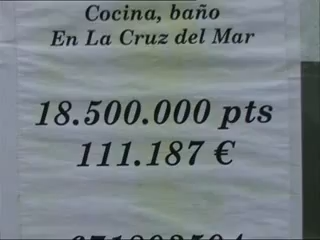 Cocina, baño
En La Cruz del Mar
18.500.000 pts
111.187 €